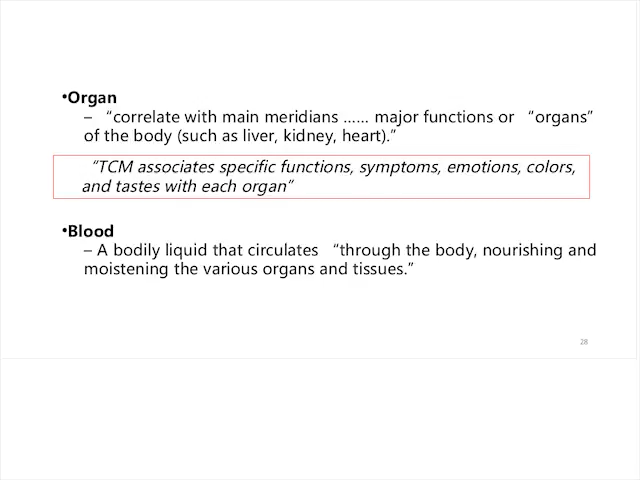 •Organ
– “correlate with main meridians …… major functions or “organs”
of the body (such as liver, kidney, heart).”
“TCM associates specific functions, symptoms, emotions, colors,
and tastes with each organ”
•Blood
– A bodily liquid that circulates “through the body, nourishing and
moistening the various organs and tissues.”
28